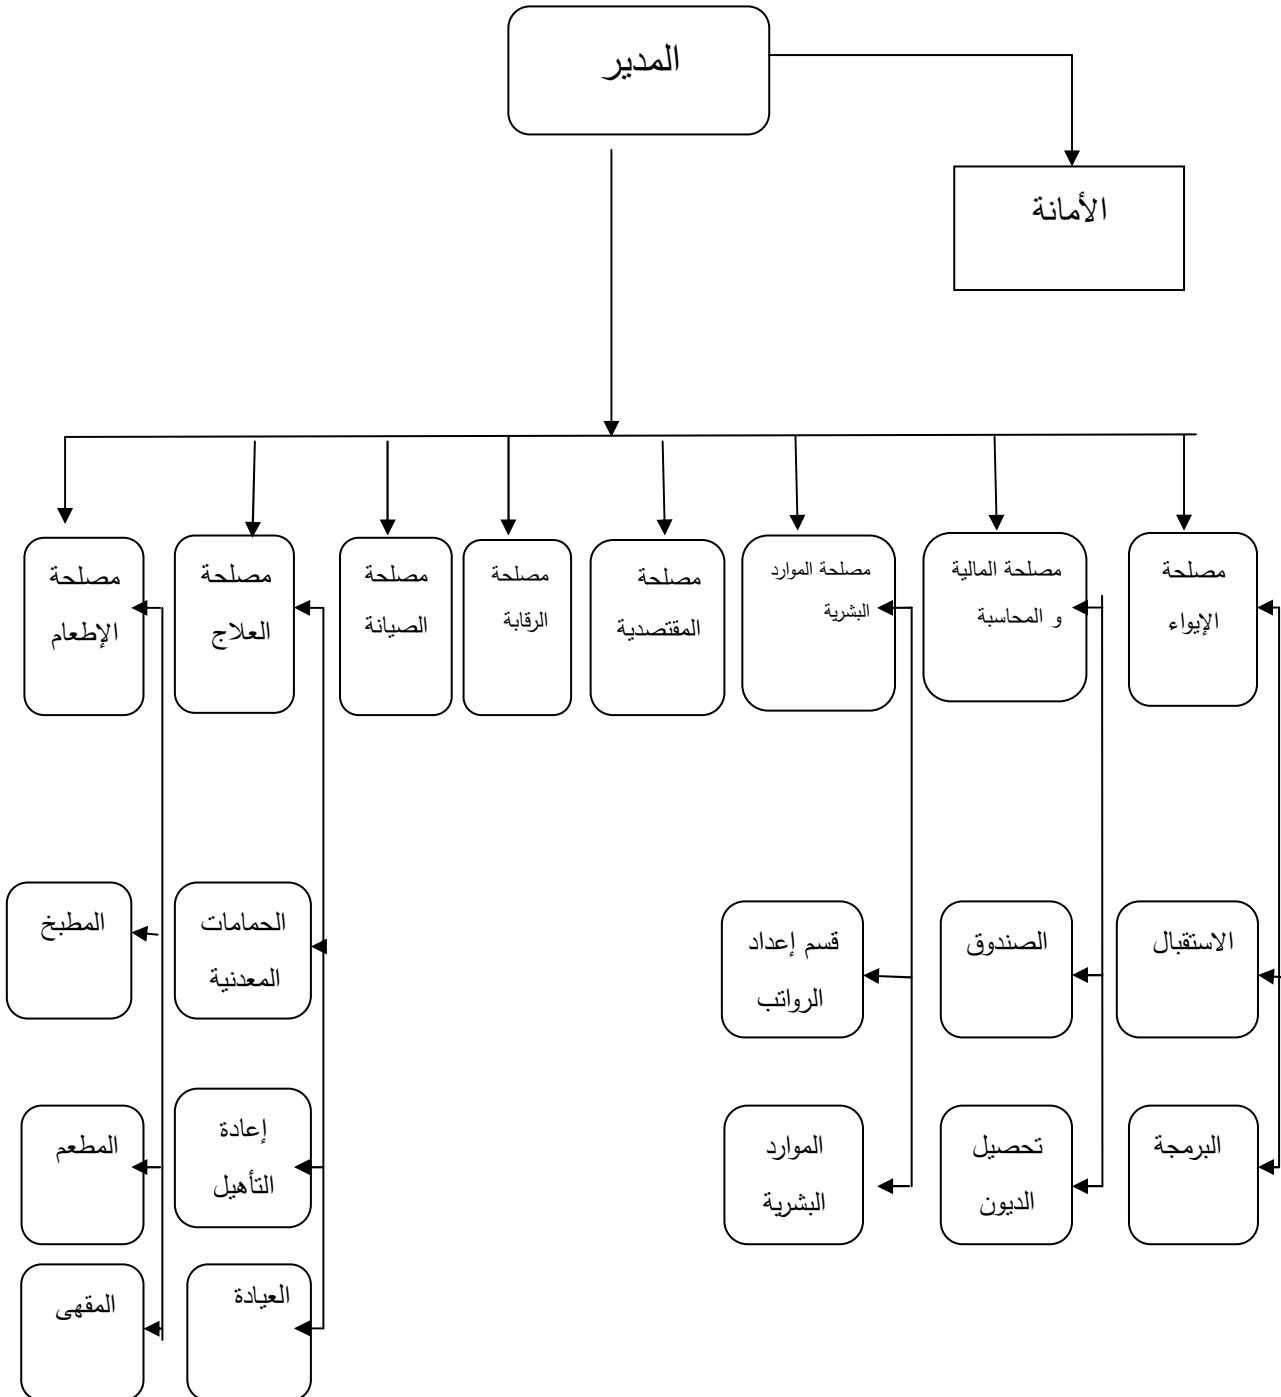 المدير
الأمانة
مصلحة
الإيواء
مصلحة المالية
و المحاسبة
مصلحة الموارد
البشرية
مصلحة
المقتصدية
مصلحة
الرقابة
مصلحة
الصيانة
مصلحة
العلاج
مصلحة
الإطعام
الاستقبال
الصندوق
قسم إعداد
الرواتب
الحمامات
المعدنية
المطبخ
البرمجة
تحصيل
الديون
الموارد
البشرية
إعادة
التأهيل
المطعم
العيادة
المقهى